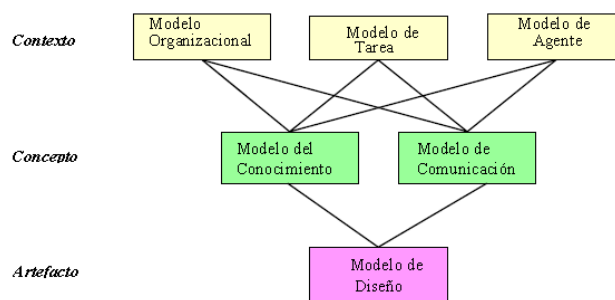 Contexto
Modelo
Organizacional
Modelo de
Tarea
Modelo de
Agente
Concepto
Modelo del
Conocimiento
Modelo de
Comunicación
Artefacto
Modelo de
Diseño